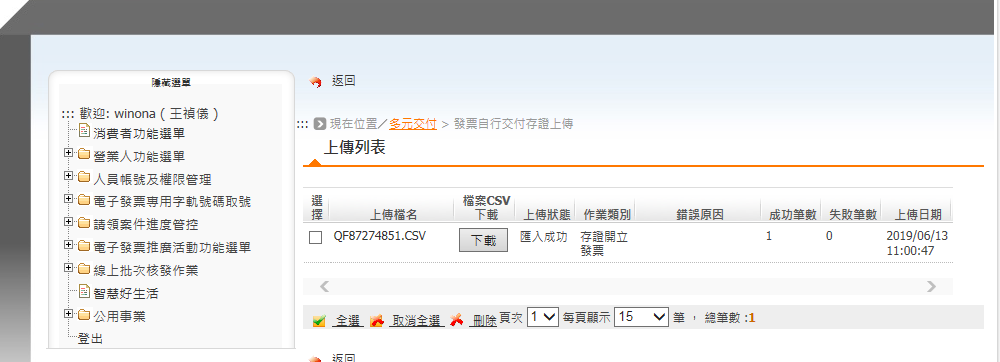 隱藏選單
::: 歡迎: winona ( 王禎儀 )
消費者功能選單
營業人功能選單
人員帳號及權限管理
電子發票專用字軌號碼取號
請領案件進度管控
電子發票推廣活動功能選單
線上批次核發作業
智慧好生活
公用事業
登出
返回
::: 現在位置／多元交付 > 發票自行交付存證上傳
上傳列表
選擇 上傳檔名 檔案CSV下載 上傳狀態 作業類別 錯誤原因 成功筆數 失敗筆數 上傳日期
QF87274851.CSV 下載 匯入成功 存證開立發票 1 0 2019/06/13 11:00:47
全選 取消全選 刪除 頁次 1 每頁顯示 15 筆 ， 總筆數 :1
返回